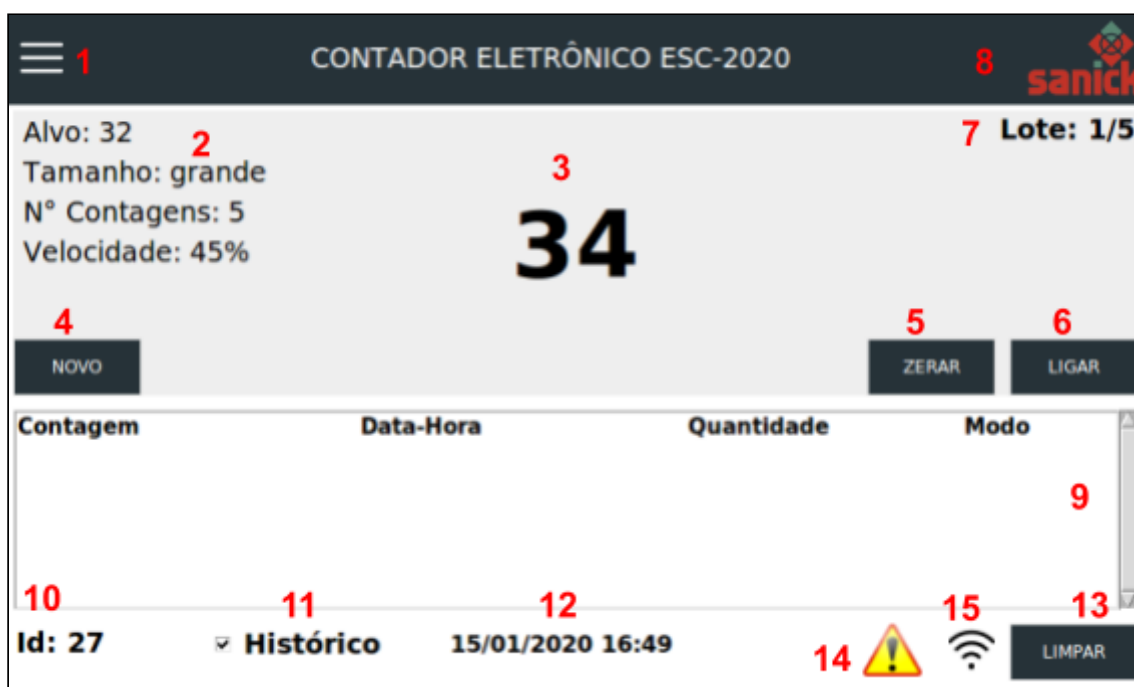 1
CONTADOR ELETRÔNICO ESC-2020
8
sanick
Alvo: 32
2
7
Lote: 1/5
Tamanho: grande
3
N° Contagens: 5
34
Velocidade: 45%
4
5
6
NOVO
ZERAR
LIGAR
Contagem Data-Hora Quantidade Modo
9
10
11
12
15
13
Id: 27
Histórico
15/01/2020 16:49
14
LIMPAR